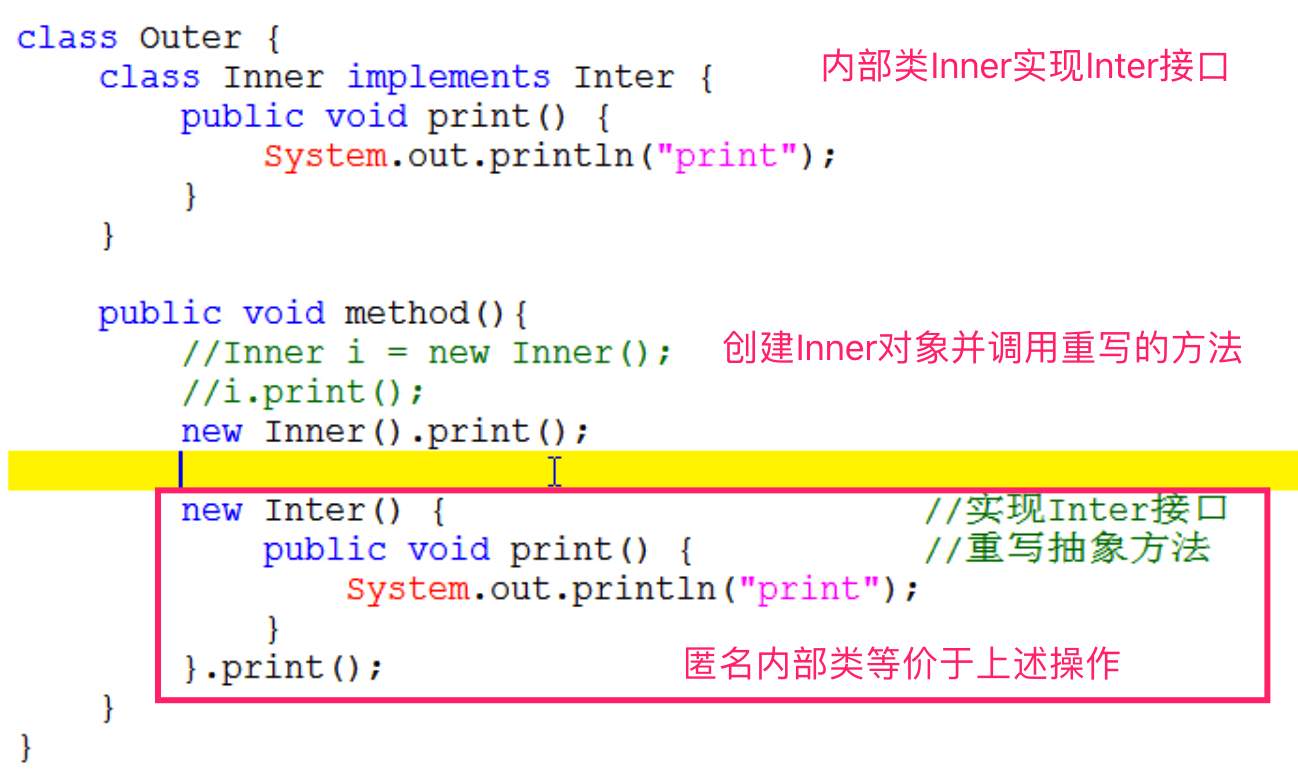 class Outer {
class Inner implements Inter {
内部类Inner实现Inter接口
public void print() {
System.out.println("print");
}
}
public void method(){
//Inner i = new Inner();
创建Inner对象并调用重写的方法
//i.print();
new Inner().print();
new Inter() { //实现Inter接口
public void print() { //重写抽象方法
System.out.println("print");
}
}.print();
匿名内部类等价于上述操作
}
}